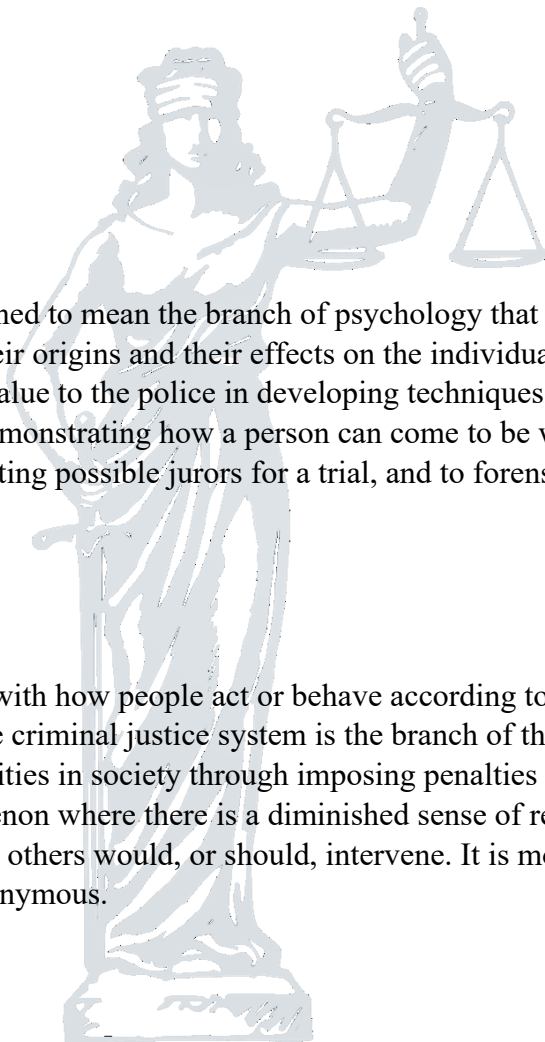 ned to mean the branch of psychology that
eir origins and their effects on the individua
alue to the police in developing techniques
monstrating how a person can come to be v
ting possible jurors for a trial, and to forens
with how people act or behave according to
e criminal justice system is the branch of th
ities in society through imposing penalties
enon where there is a diminished sense of re
others would, or should, intervene. It is mo
nymous.